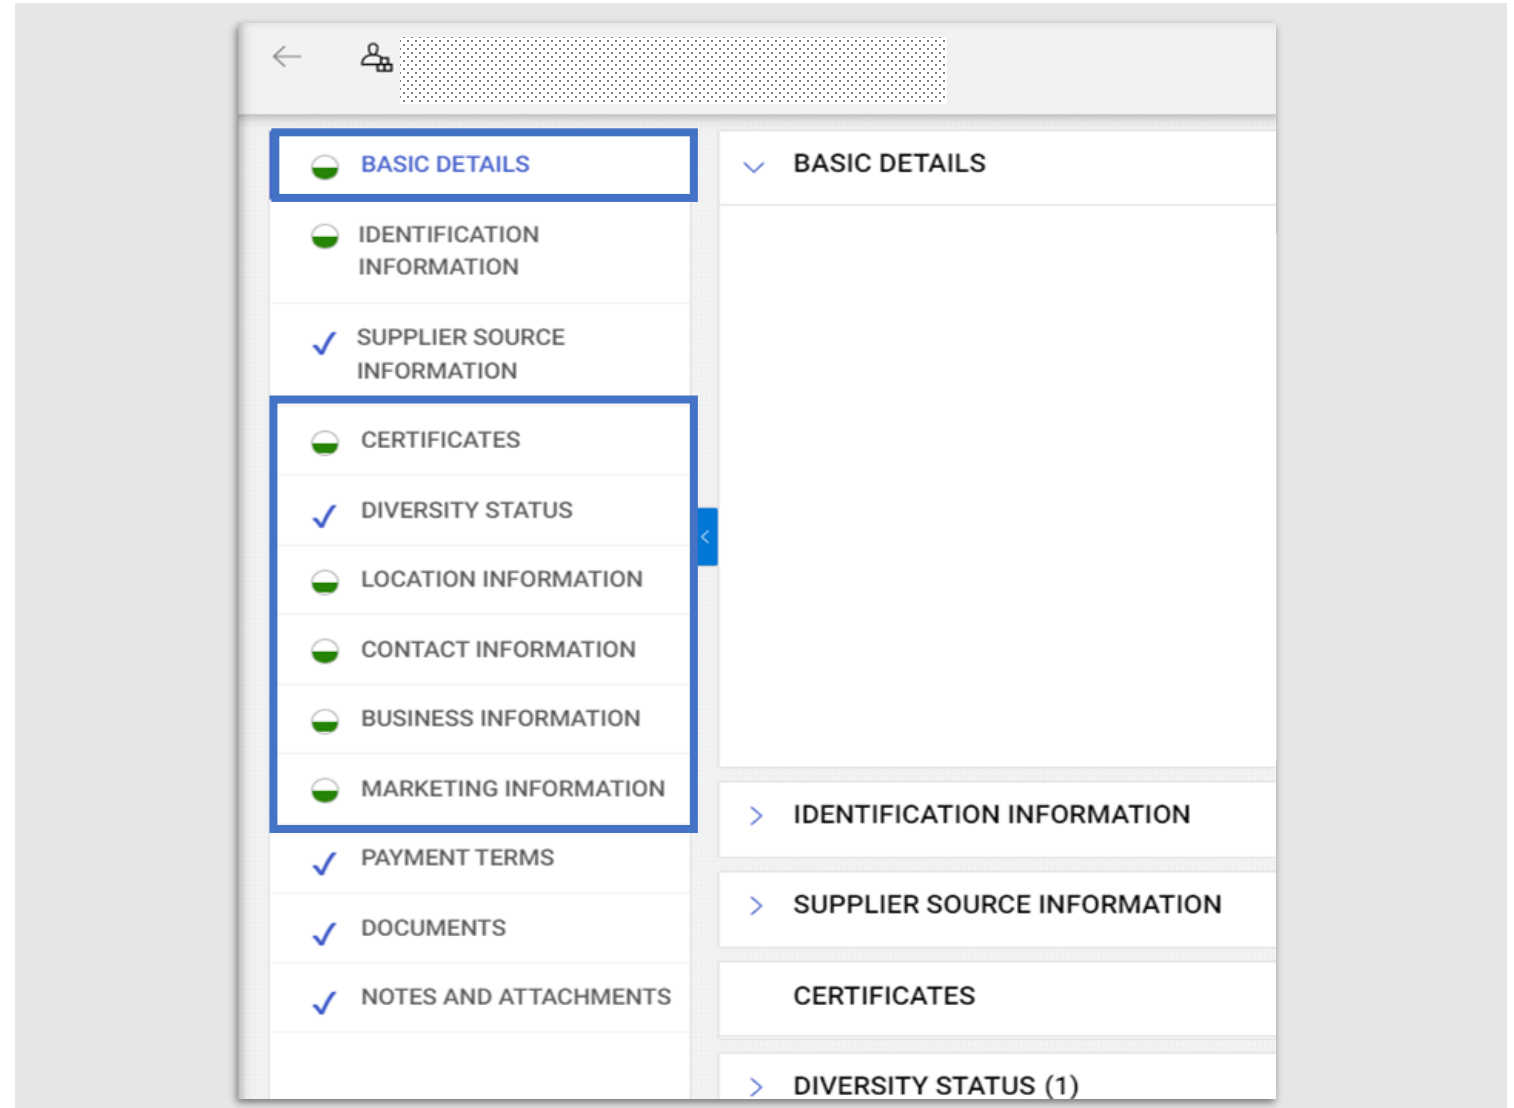 BASIC DETAILS
IDENTIFICATION
INFORMATION
SUPPLIER SOURCE
INFORMATION
CERTIFICATES
DIVERSITY STATUS
LOCATION INFORMATION
CONTACT INFORMATION
BUSINESS INFORMATION
MARKETING INFORMATION
PAYMENT TERMS
DOCUMENTS
NOTES AND ATTACHMENTS
BASIC DETAILS
IDENTIFICATION INFORMATION
SUPPLIER SOURCE INFORMATION
CERTIFICATES
DIVERSITY STATUS (1)